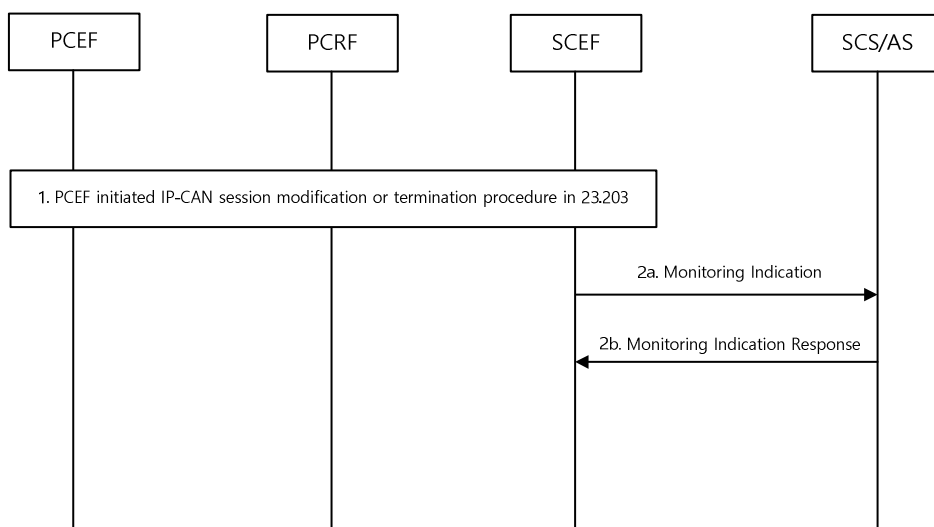 PCEF
PCRF
SCEF
SCS/AS
1. PCEF initiated IP-CAN session modification or termination procedure in 23.203
2a. Monitoring Indication
2b. Monitoring Indication Response